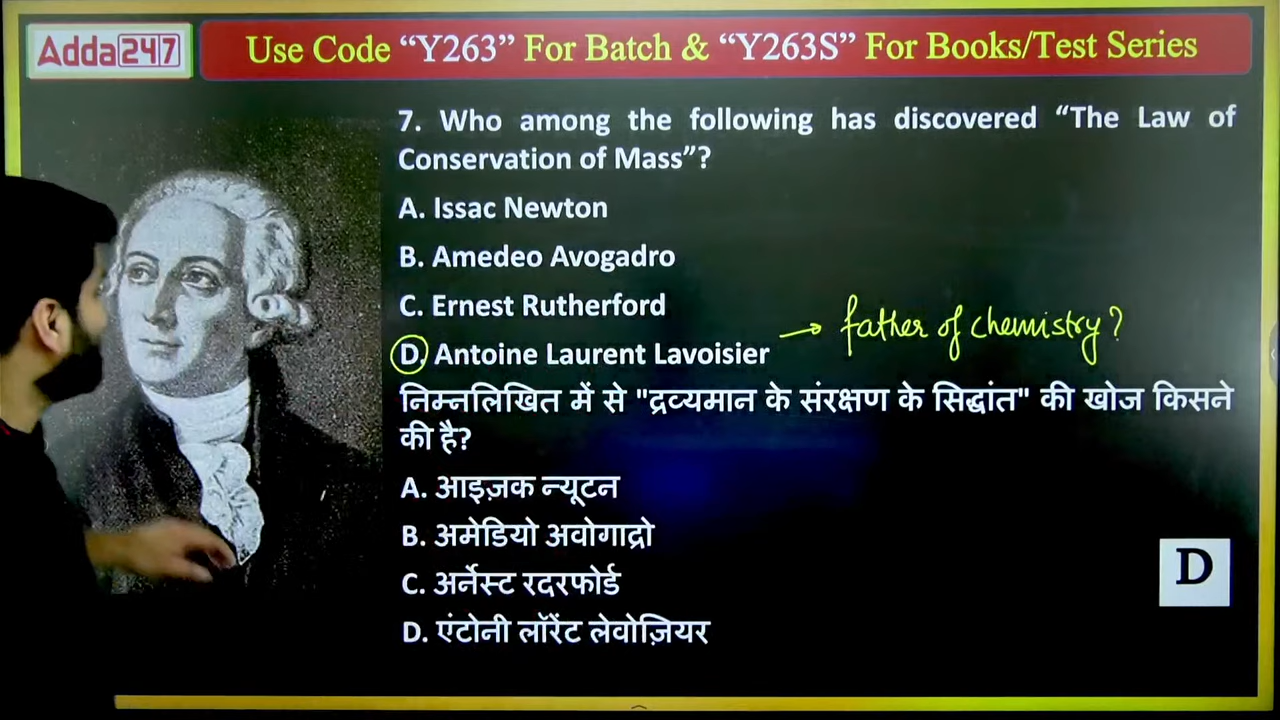 Adda247
Use Code “Y263” For Batch & “Y263S” For Books/Test Series
7. Who among the following has discovered “The Law of
Conservation of Mass”?
A. Issac Newton
B. Amedeo Avogadro
C. Ernest Rutherford
D. Antoine Laurent Lavoisier
→ father of chemistry?
निम्नलिखित में से "द्रव्यमान के संरक्षण के सिद्धांत" की खोज किसने
की है?
A. आइज़क न्यूटन
B. अमेडियो अवोगाद्रो
C. अर्नेस्ट रदरफोर्ड
D. एंटोनी लॉरेंट लेवोज़ियर
D